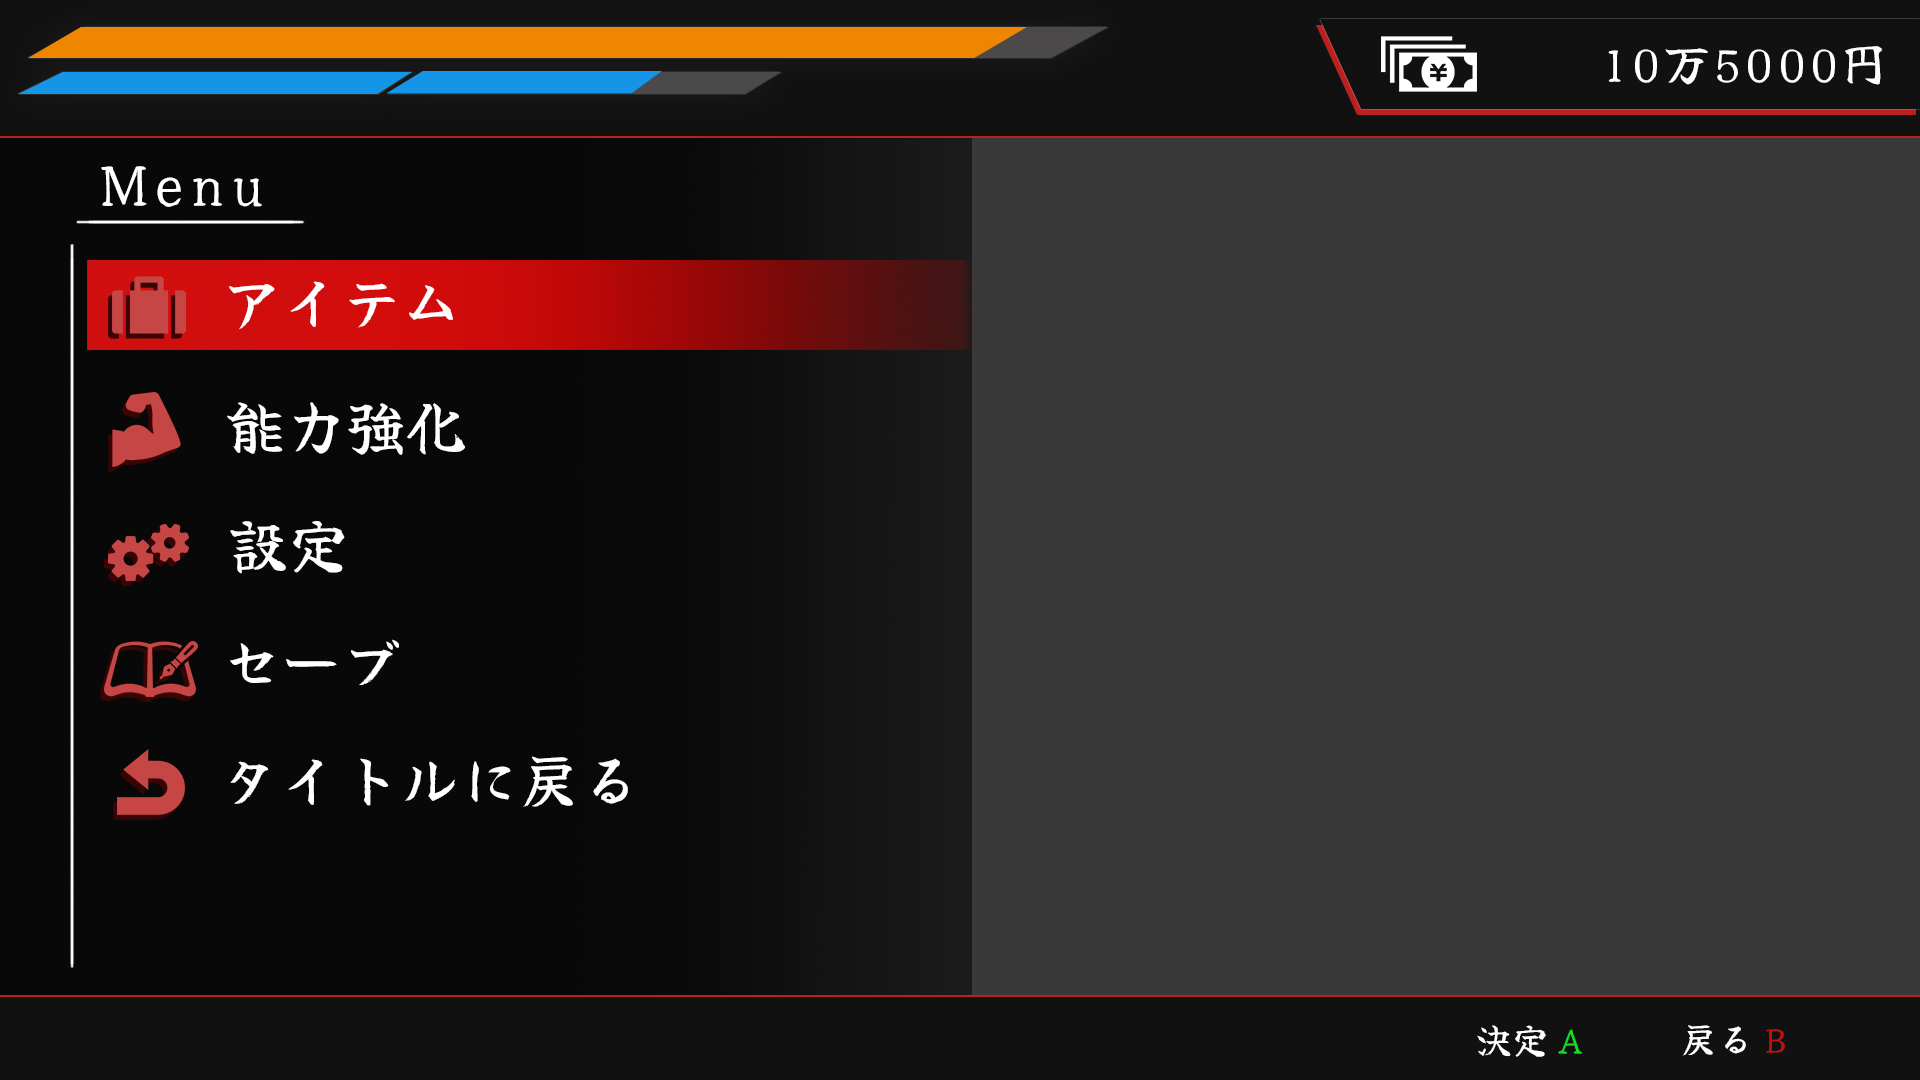 10万5000円
Menu
アイテム
能力強化
設定
セーブ
タイトルに戻る
決定 A 戻る B